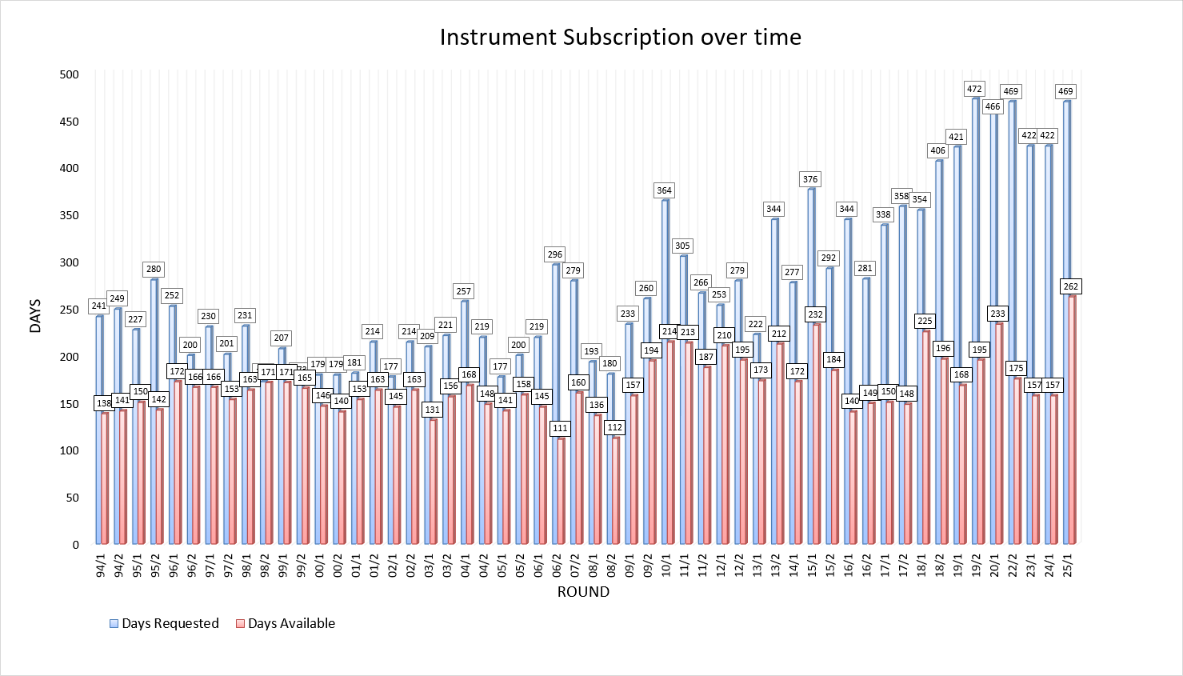 Instrument Subscription over time
500
450
400
350
300
250
200
150
100
50
0
DAYS
241 249 227 280 252 200 230 201 231 207 179 179 181 214 177 214 209 221 257 219 177 200 219 296 279 193 180 233 260 364 305 266 253 279 222 344 277 376 292 344 281 338 358 354 406 421 472 466 469 422 422 469
138 141 150 142 172 166 166 153 163 171 171 165 146 140 153 163 145 163 131 156 168 148 141 158 145 111 160 136 112 157 194 214 213 187 210 195 173 212 172 232 184 140 149 150 148 225 196 168 195 233 175 157 157 262
94/1 94/2 95/1 95/2 96/1 96/2 97/1 97/2 98/1 98/2 99/1 99/2 00/1 00/2 01/1 01/2 02/1 02/2 03/1 03/2 04/1 04/2 05/1 05/2 06/1 06/2 07/2 08/1 08/2 09/1 09/2 10/1 11/1 11/2 12/1 12/2 13/1 13/2 14/1 15/1 15/2 16/1 16/2 17/1 17/2 18/1 18/2 19/1 19/2 20/1 22/2 23/1 24/1 25/1
ROUND
Days Requested Days Available